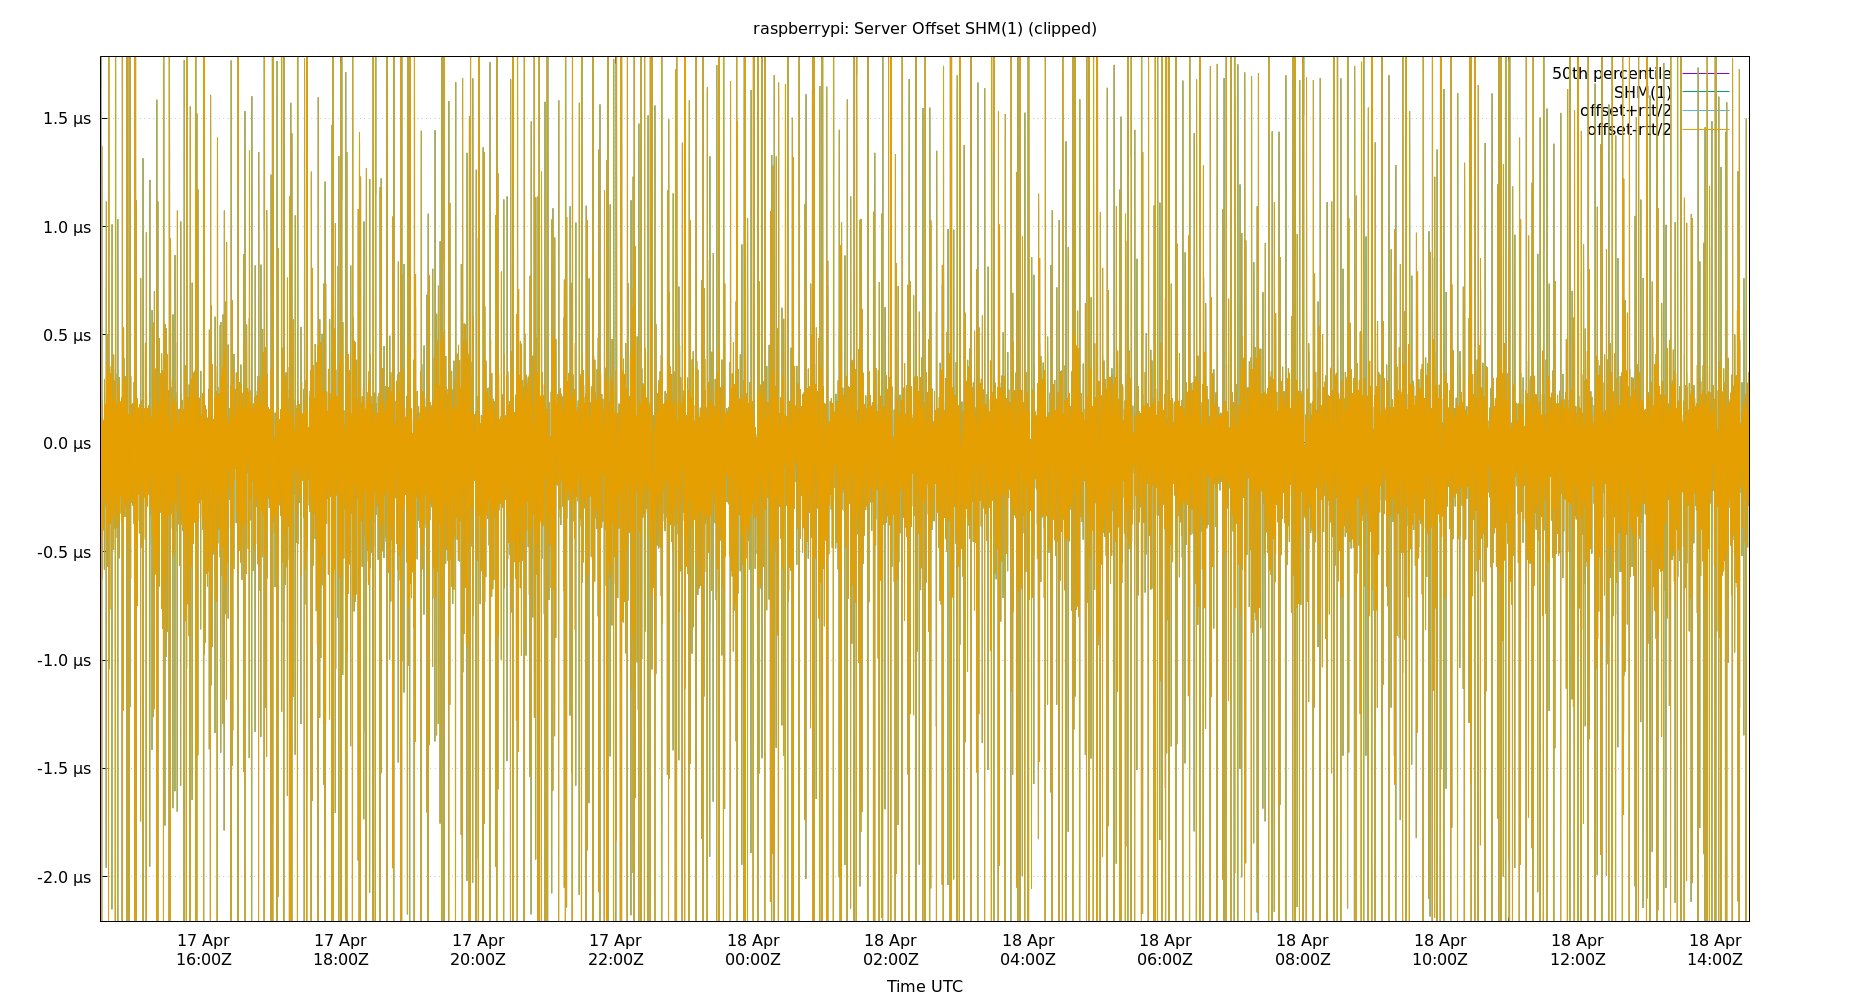 raspberrypi: Server Offset SHM(1) (clipped)
50th percentile
SHM(1)
offset+rtt/2
offset-rtt/2
1.5 µs
1.0 µs
0.5 µs
0.0 µs
-0.5 µs
-1.0 µs
-1.5 µs
-2.0 µs
17 Apr 17 Apr 17 Apr 17 Apr 18 Apr 18 Apr 18 Apr 18 Apr 18 Apr 18 Apr 18 Apr 18 Apr
16:00Z 18:00Z 20:00Z 22:00Z 00:00Z 02:00Z 04:00Z 06:00Z 08:00Z 10:00Z 12:00Z 14:00Z
Time UTC